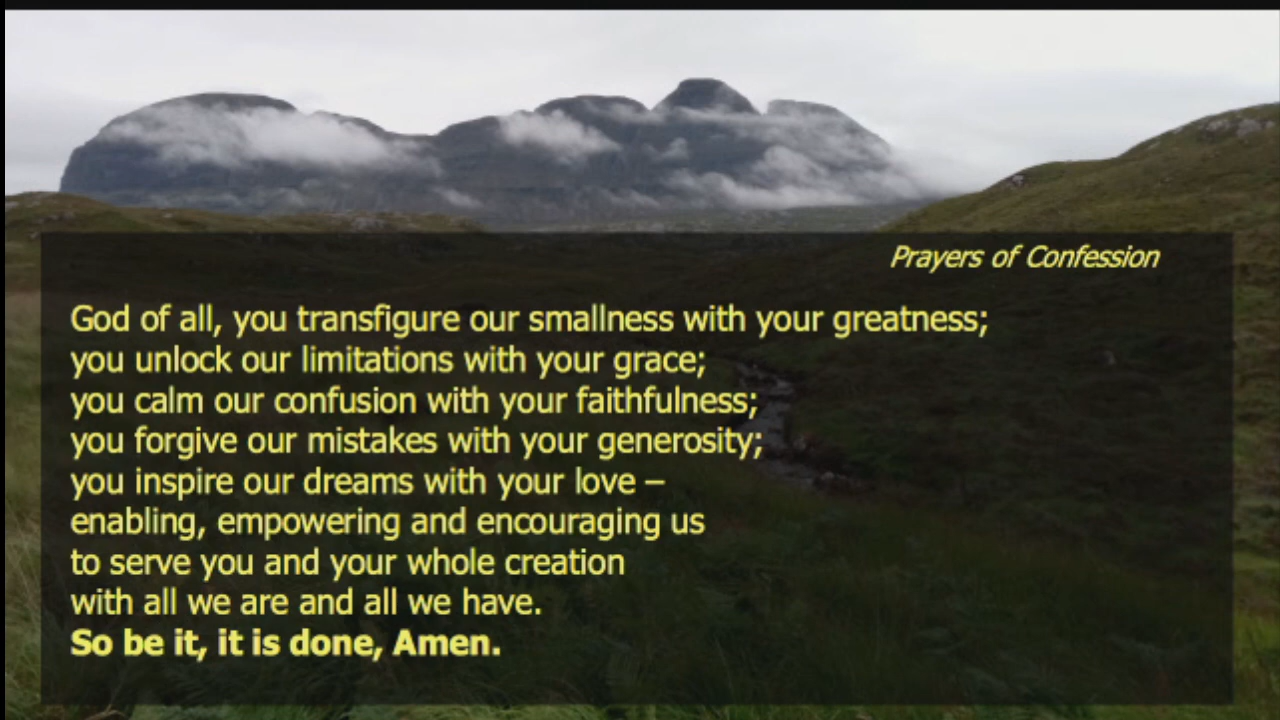 Prayers of Confession
God of all, you transfigure our smallness with your greatness;
you unlock our limitations with your grace;
you calm our confusion with your faithfulness;
you forgive our mistakes with your generosity;
you inspire our dreams with your love –
enabling, empowering and encouraging us
to serve you and your whole creation
with all we are and all we have.
So be it, it is done, Amen.